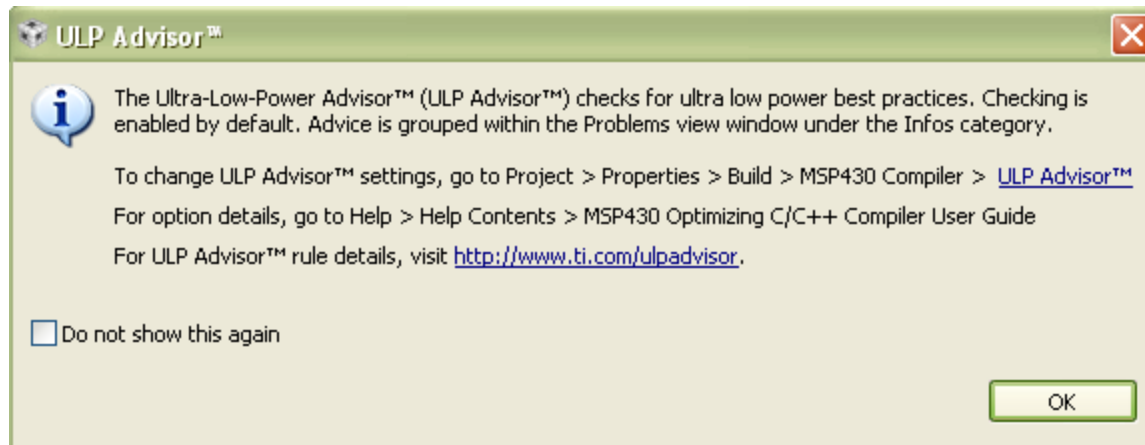 ULP Advisor™
The Ultra-Low-Power Advisor™ (ULP Advisor™) checks for ultra low power best practices. Checking is
enabled by default. Advice is grouped within the Problems view window under the Infos category.
To change ULP Advisor™ settings, go to Project > Properties > Build > MSP430 Compiler > ULP Advisor™
For option details, go to Help > Help Contents > MSP430 Optimizing C/C++ Compiler User Guide
For ULP Advisor™ rule details, visit http://www.ti.com/ulpadvisor.
Do not show this again
OK